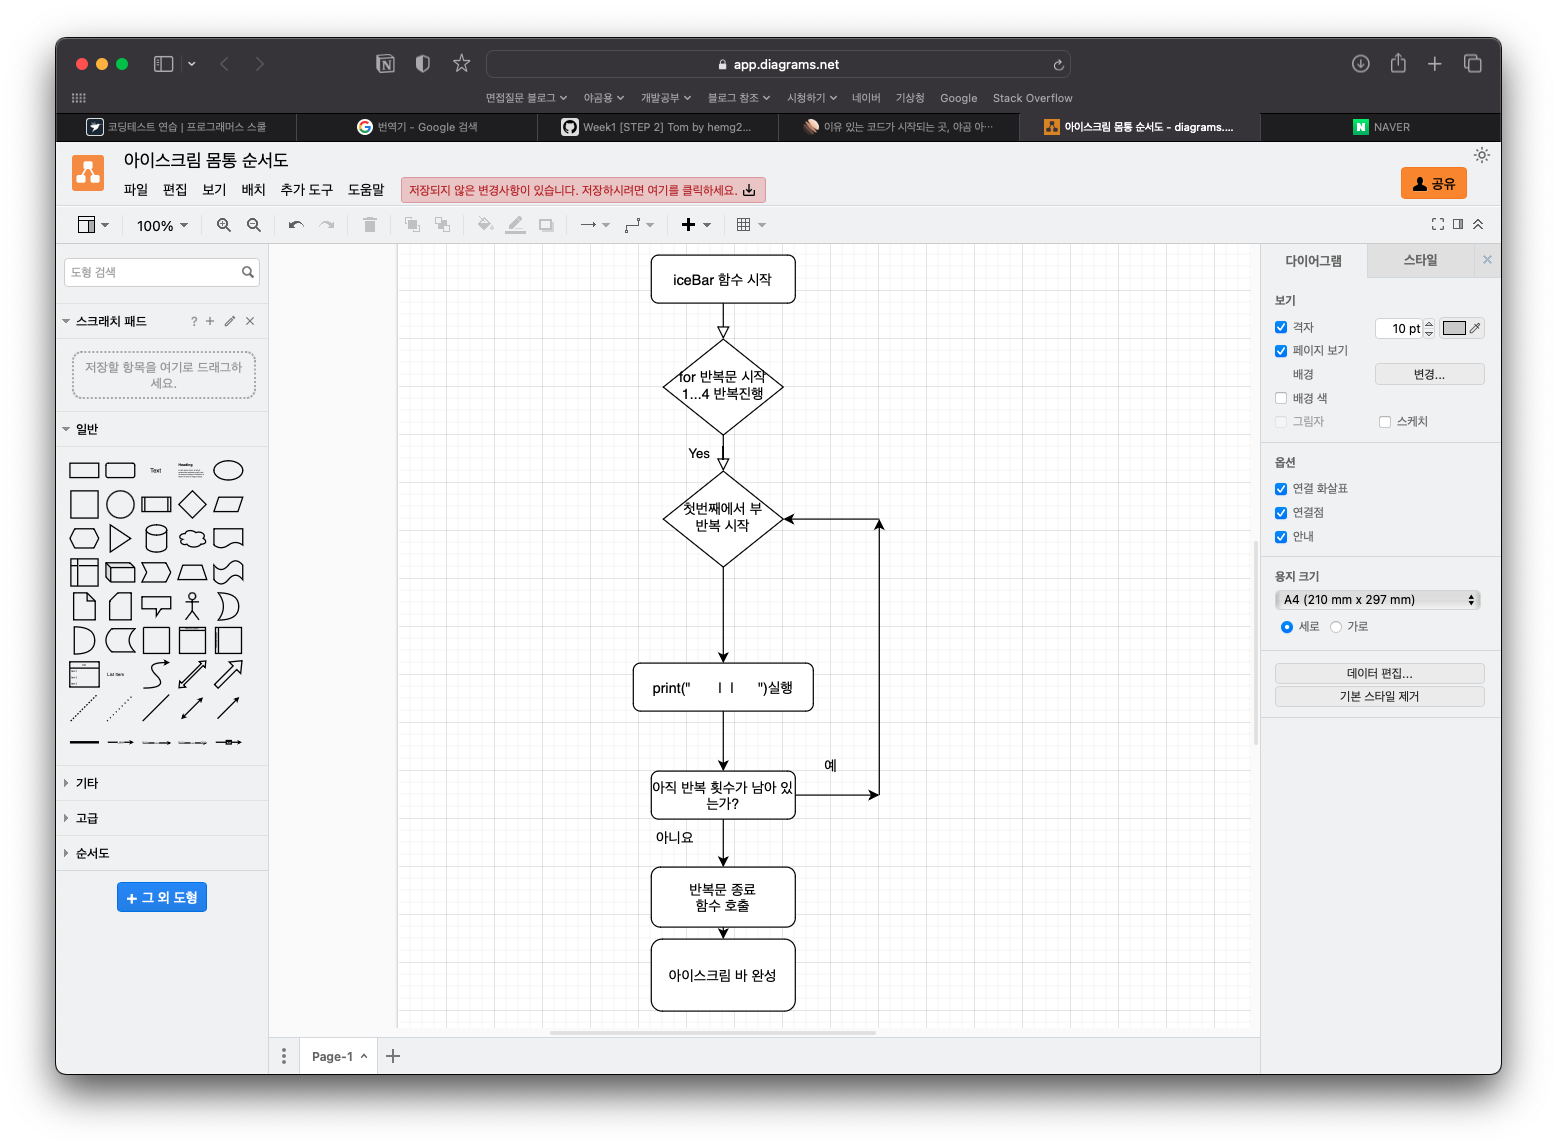 app.diagrams.net
면접질문 블로그
야곰용
개발공부
블로그 참조
시청하기
네이버
기상청
Google
Stack Overflow
코딩테스트 연습 | 프로그래머스 스쿨
번역기 - Google 검색
Week1 [STEP 2] Tom by hemg2...
이유 있는 코드가 시작되는 곳, 야곰 아…
아이스크림 몸통 순서도 - diagrams....
NAVER
아이스크림 몸통 순서도
파일
편집
보기
배치
추가 도구
도움말
저장되지 않은 변경사항이 있습니다. 저장하시려면 여기를 클릭하세요.
공유
100%
도형 검색
스크래치 패드
?
저장할 항목을 여기로 드래그하
세요.
일반
Text
Heading
List Item
기타
고급
순서도
+ 그 외 도형
iceBar 함수 시작
for 반복문 시작
1...4 반복진행
Yes
첫번째에서 부
반복 시작
print("       | |       ")실행
아직 반복 횟수가 남아 있
는가?
예
아니요
반복문 종료
함수 호출
아이스크림 바 완성
Page-1
다이어그램
스타일
보기
격자
10 pt
페이지 보기
배경
변경...
배경 색
그림자
스케치
옵션
연결 화살표
연결점
안내
용지 크기
A4 (210 mm x 297 mm)
세로
가로
데이터 편집...
기본 스타일 제거